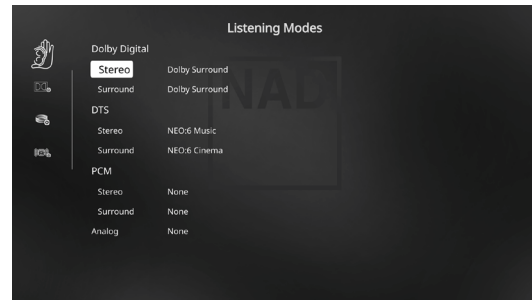 Listening Modes
Dolby Digital
Stereo Dolby Surround
Surround Dolby Surround
DTS
Stereo NEO:6 Music
Surround NEO:6 Cinema
PCM
Stereo None
Surround None
Analog None
NAD